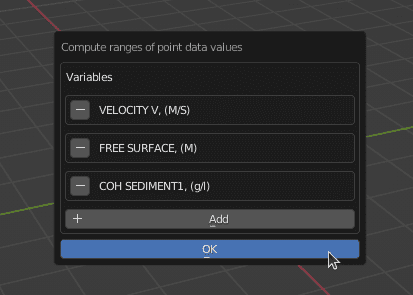 Compute ranges of point data values
Variables
VELOCITY V, (M/S)
FREE SURFACE, (M)
COH SEDIMENT1, (g/l)
Add
OK